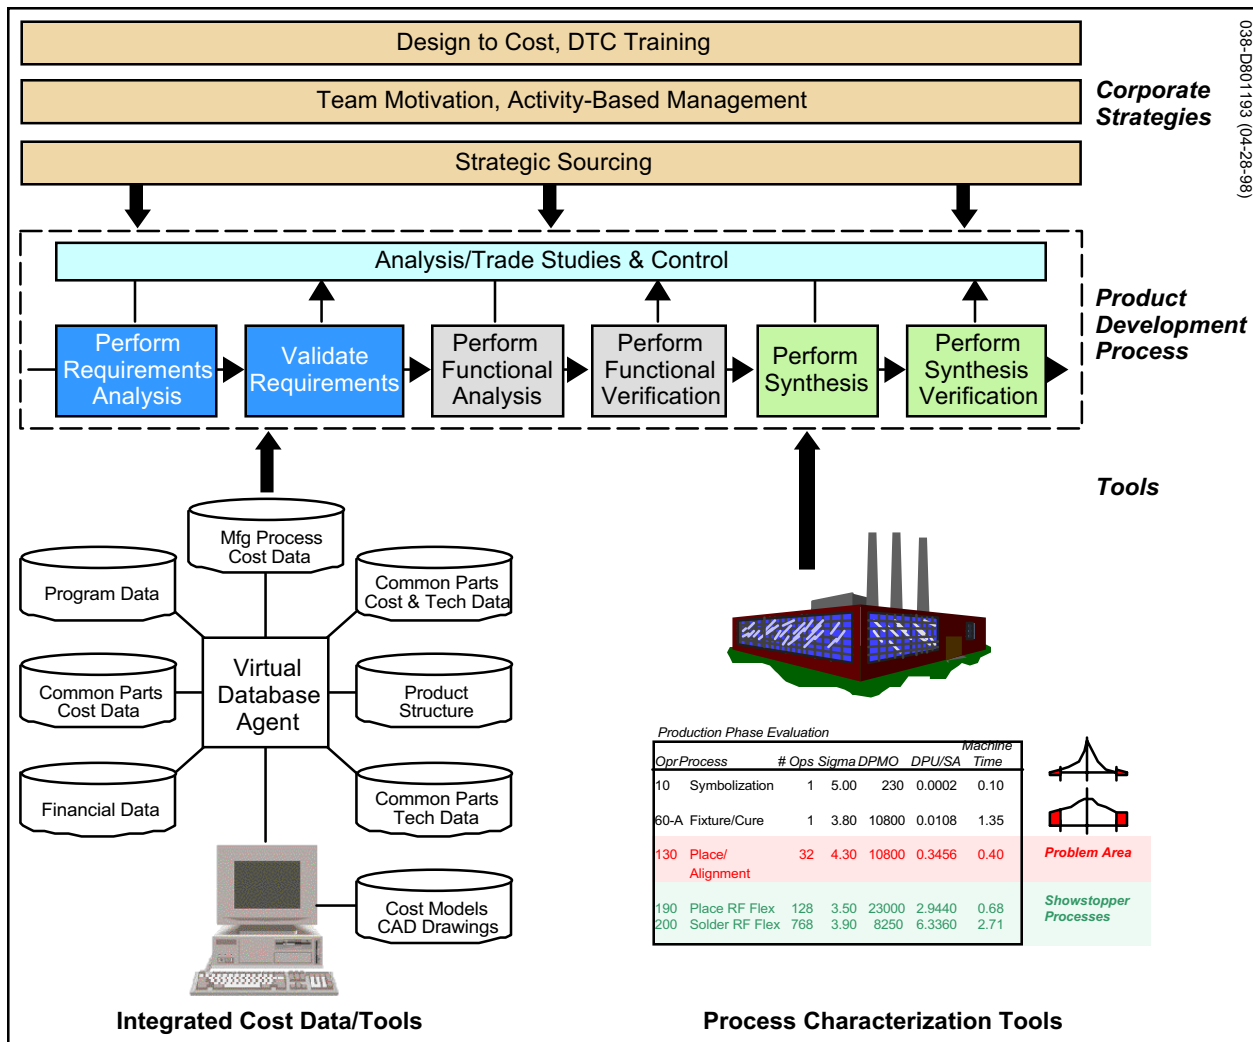 Design to Cost, DTC Training
Team Motivation, Activity-Based Management
Strategic Sourcing
Corporate
Strategies
038-D801193 (04-28-98)
Analysis/Trade Studies & Control
Perform
Requirements
Analysis
Validate
Requirements
Perform
Functional
Analysis
Perform
Functional
Verification
Perform
Synthesis
Perform
Synthesis
Verification
Product
Development
Process
Tools
Mfg Process
Cost Data
Program Data
Common Parts
Cost & Tech Data
Virtual
Database
Agent
Common Parts
Cost Data
Product
Structure
Financial Data
Common Parts
Tech Data
Cost Models
CAD Drawings
Integrated Cost Data/Tools
Production Phase Evaluation
Opr Process # Ops Sigma DPMO DPU/SA Machine
Time
10 Symbolization 1 5.00 230 0.0002 0.10
60-A Fixture/Cure 1 3.80 10800 0.0108 1.35
130 Place/ 32 4.30 10800 0.3456 0.40 Problem Area
Alignment
190 Place RF Flex 128 3.50 23000 2.9440 0.68
200 Solder RF Flex 768 3.90 8250 6.3360 2.71
Showstopper
Processes
Process Characterization Tools